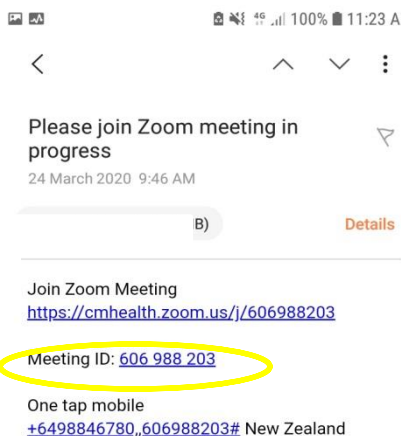 4G 100% 11:23 A
Please join Zoom meeting in
progress
24 March 2020 9:46 AM
B)
Details
Join Zoom Meeting
https://cmhealth.zoom.us/j/606988203
Meeting ID: 606 988 203
One tap mobile
+6498846780,,606988203# New Zealand